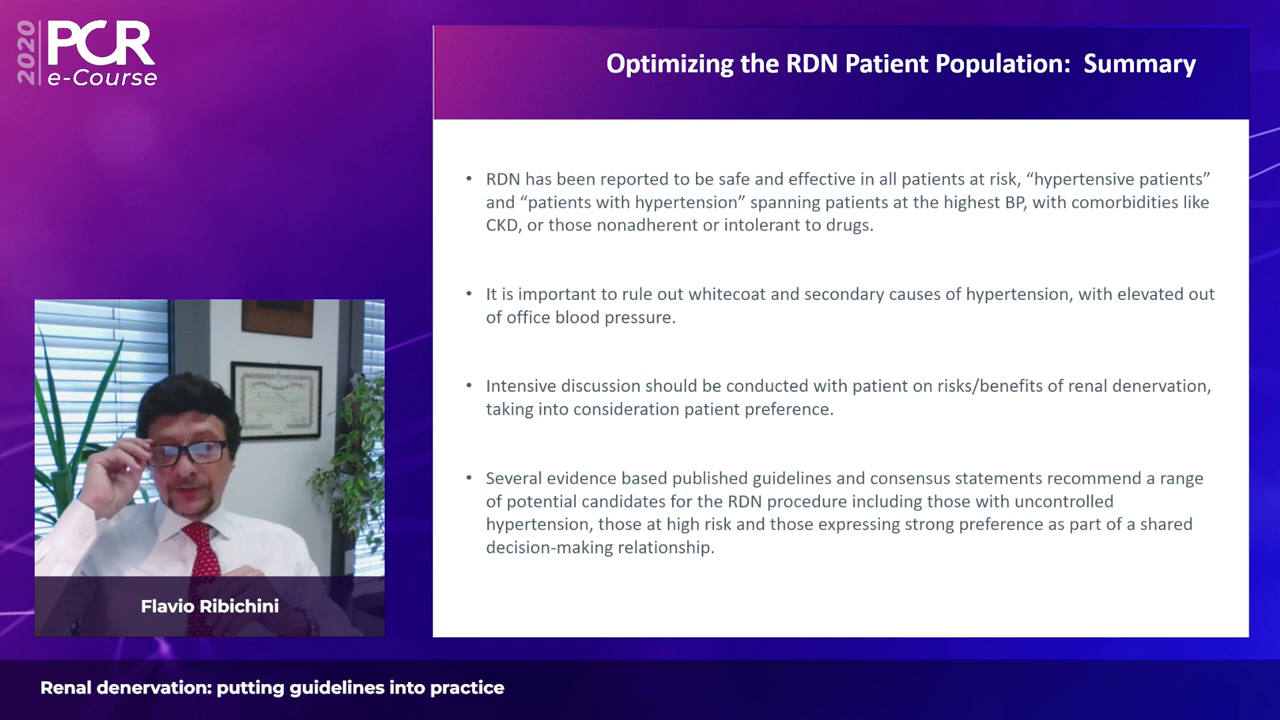 2020
PCR
e-Course
Optimizing the RDN Patient Population: Summary
• RDN has been reported to be safe and effective in all patients at risk, “hypertensive patients”
and “patients with hypertension” spanning patients at the highest BP, with comorbidities like
CKD, or those nonadherent or intolerant to drugs.
• It is important to rule out whitecoat and secondary causes of hypertension, with elevated out
of office blood pressure.
• Intensive discussion should be conducted with patient on risks/benefits of renal denervation,
taking into consideration patient preference.
• Several evidence based published guidelines and consensus statements recommend a range
of potential candidates for the RDN procedure including those with uncontrolled
hypertension, those at high risk and those expressing strong preference as part of a shared
decision-making relationship.
Flavio Ribichini
Renal denervation: putting guidelines into practice